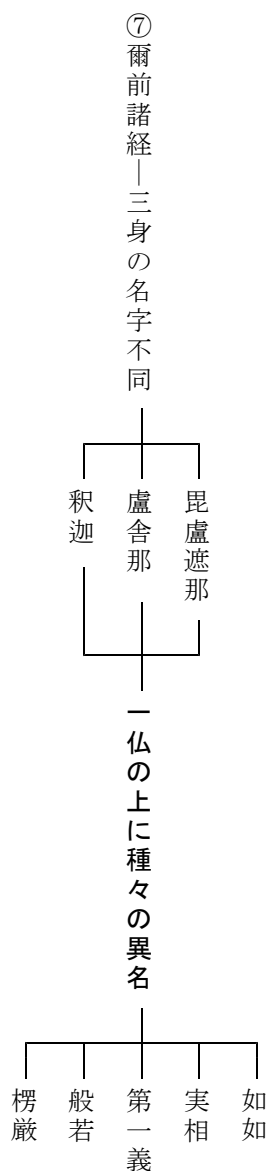 ⑦爾前諸経―三身の名字不同
毘盧遮那
盧舎那
釈迦
一仏の上に種々の異名
如如
実相
第一義
般若
楞厳